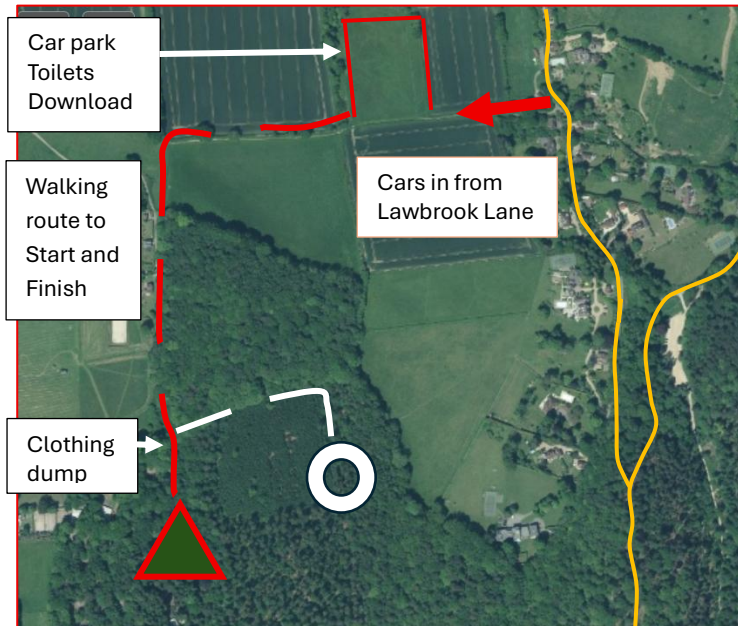 Car park
Toilets
Download
Cars in from
Lawbrook Lane
Walking
route to
Start and
Finish
Clothing
dump